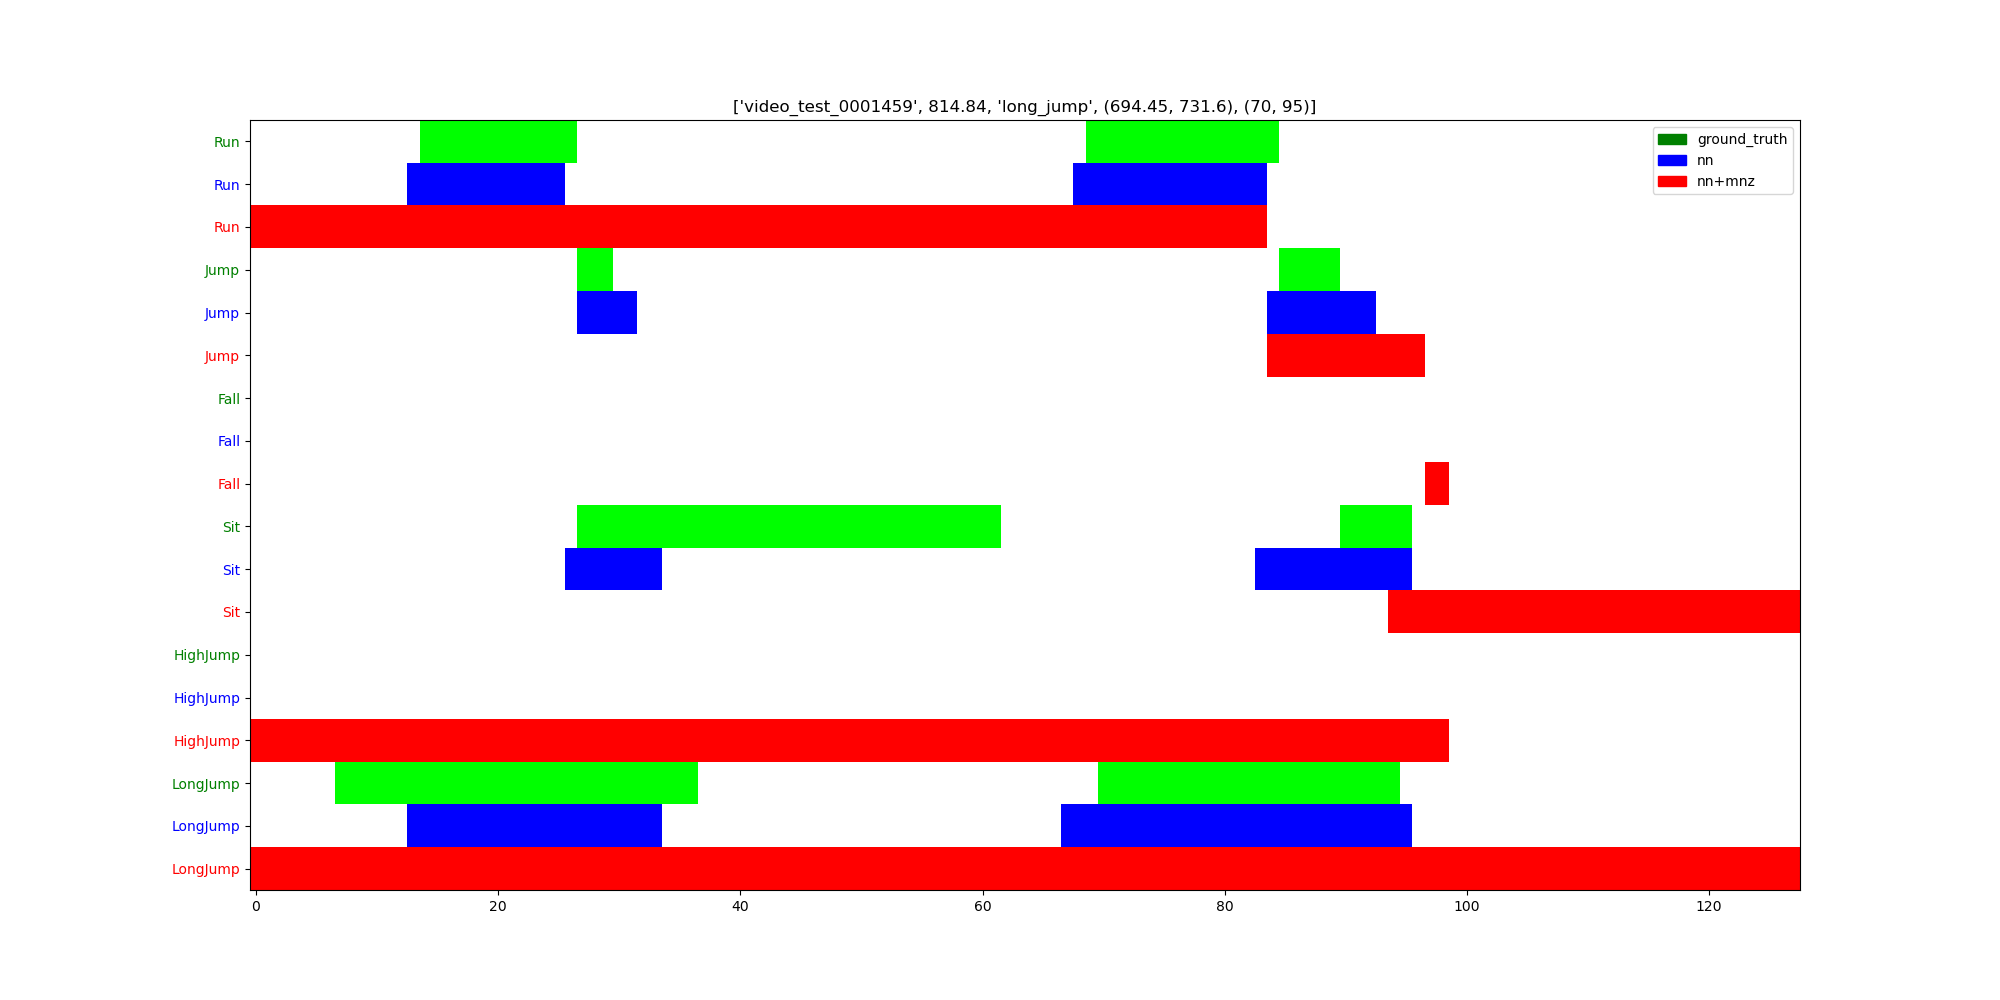 ['video_test_0001459', 814.84, 'long_jump', (694.45, 731.6), (70, 95)]
ground_truth
nn
nn+mnz
Run
Run
Run
Jump
Jump
Jump
Fall
Fall
Fall
Sit
Sit
Sit
HighJump
HighJump
HighJump
LongJump
LongJump
LongJump
0 20 40 60 80 100 120